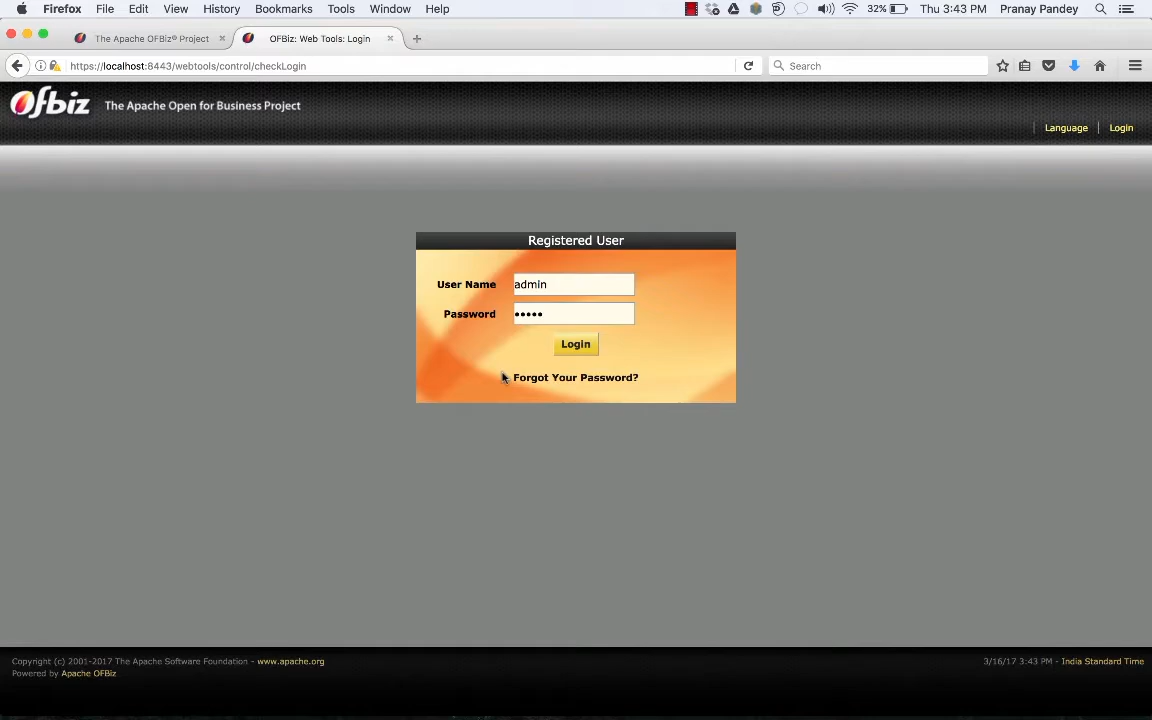 Firefox File Edit View History Bookmarks Tools Window Help 32% Thu 3:43 PM Pranay Pandey
The Apache OFBiz® Project OFBiz: Web Tools: Login
https://localhost:8443/webtools/control/checkLogin Search
Ofbiz The Apache Open for Business Project
Language Login
Registered User
User Name admin
Password •••••
Login
Forgot Your Password?
Copyright (c) 2001-2017 The Apache Software Foundation - www.apache.org 3/16/17 3:43 PM - India Standard Time
Powered by Apache OFBiz